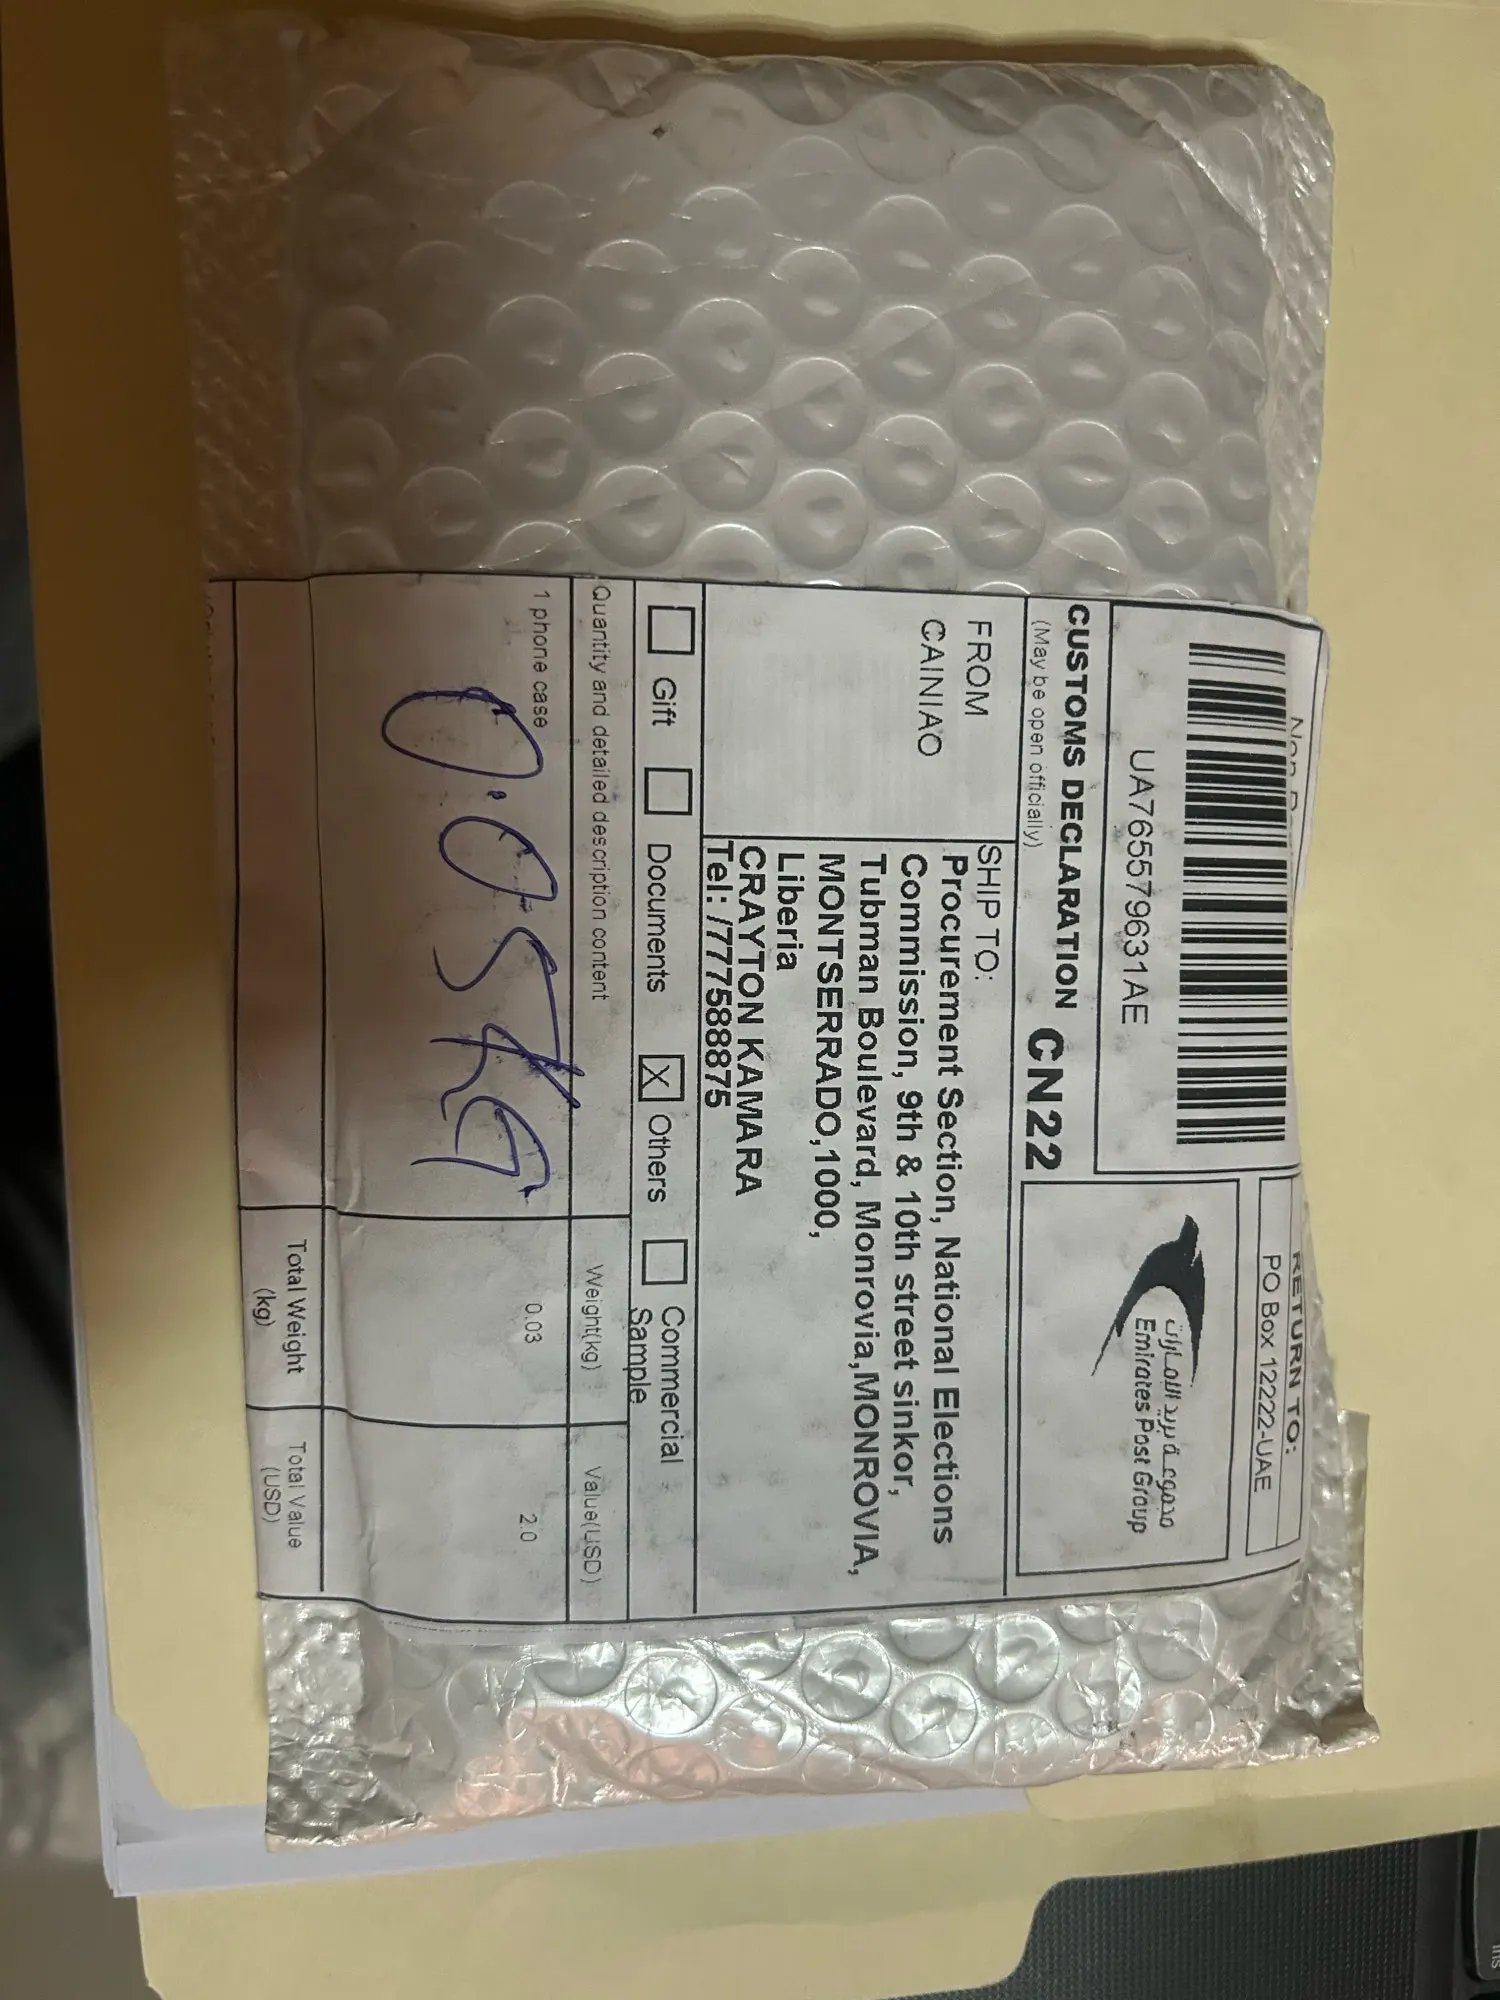 RETURN TO:
PO Box 12222-UAE
UA765579631AE
مجموعة بريد الإمارات
Emirates Post Group
CUSTOMS DECLARATION CN22
(May be open officially)
FROM
CAINIAO
SHIP TO:
Procurement Section, National Elections
Commission, 9th & 10th street sinkor,
Tubman Boulevard, Monrovia,MONROVIA,
MONTSERRADO,1000,
Liberia
CRAYTON KAMARA
Tel: /777588875
Gift
Documents
X Others
Commercial
Sample
Quantity and detailed description content
Weight(kg)
Value(USD)
1 phone case
0.03
2.0
0.05KG
Total Weight
(kg)
Total Value
(USD)